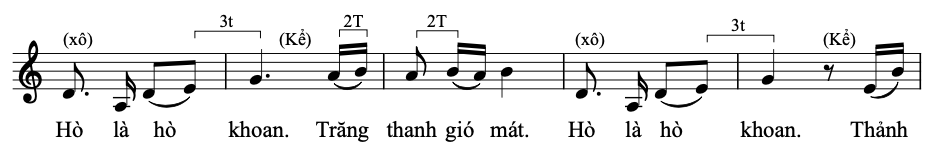 3t 2T 2T 3t
(xô) (Kể) (xô) (Kể)
Hò là hò khoan. Trăng thanh gió mát. Hò là hò khoan. Thảnh